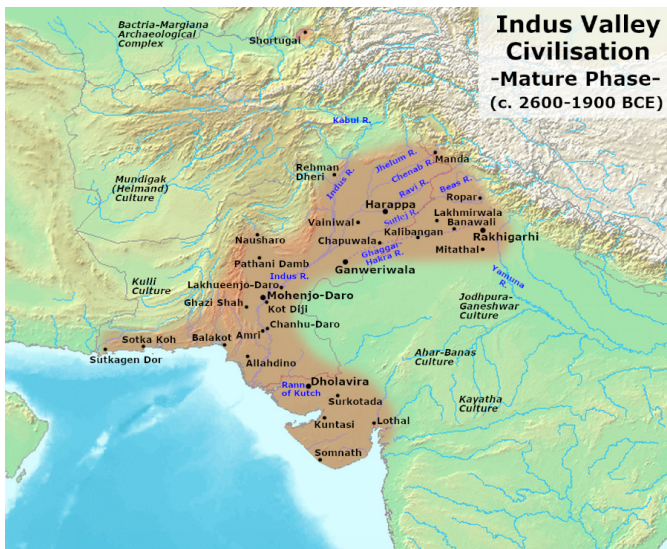 Indus Valley
Civilisation
-Mature Phase-
(c. 2600-1900 BCE)
Bactria-Margiana
Archaeological
Complex
Shortugai
Kabul R.
Mundigak
(Helmand)
Culture
Rehman
Dheri
Indus R.
Jhelum R.
Manda
Chenab R.
Ravi R.
Beas R.
Ropar
Harappa
Sutlej R.
Lakhmirwala
Banawali
Vainiwal
Kalibangan
Rakhigarhi
Nausharo
Chapuwala
Mitathal
Ghaggar-
Hakra R.
Pathani Damb
Ganweriwala
Yamuna
R.
Kulli
Culture
Indus R.
Lakhueenjo-Daro
Mohenjo-Daro
Ghazi Shah
Kot Diji
Jodhpura-
Ganeshwar
Culture
Chanhu-Daro
Sotka Koh
Balakot
Amri
Sutkagen Dor
Allahdino
Ahar-Banas
Culture
Dholavira
Rann
of Kutch
Surkotada
Kayatha
Culture
Kuntasi
Lothal
Somnath